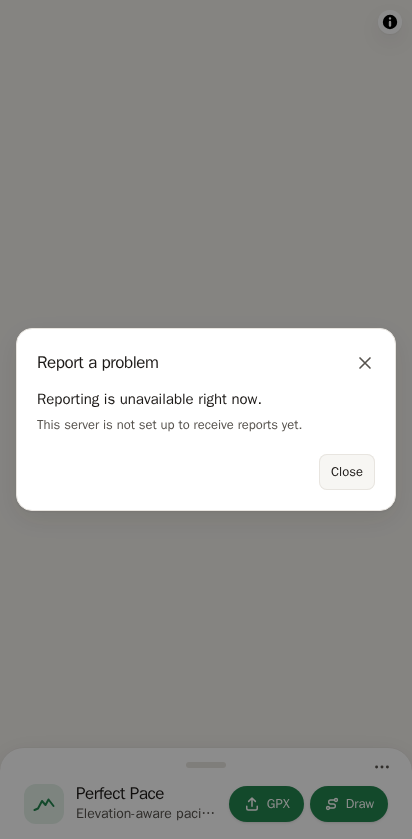 Report a problem
Reporting is unavailable right now.
This server is not set up to receive reports yet.
Close
Perfect Pace
Elevation-aware paci…
GPX
Draw